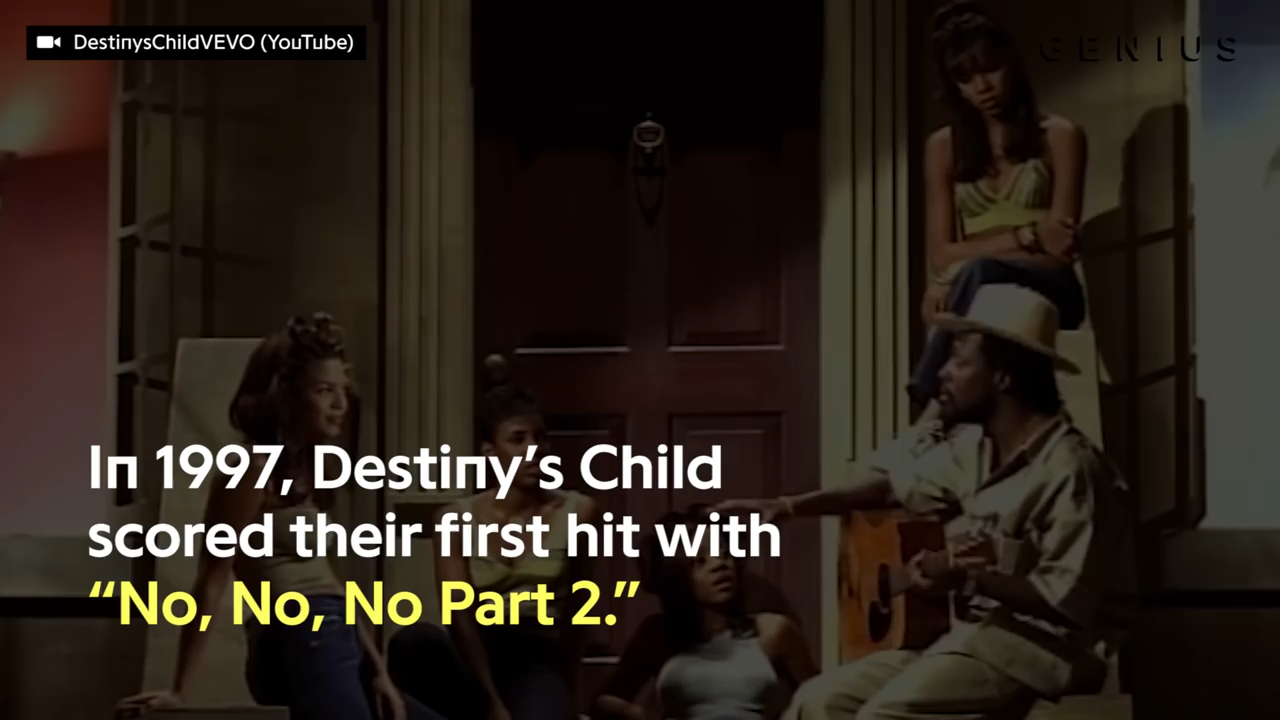 DestinysChildVEVO (YouTube)
GENIUS
In 1997, Destiny’s Child
scored their first hit with
“No, No, No Part 2.”